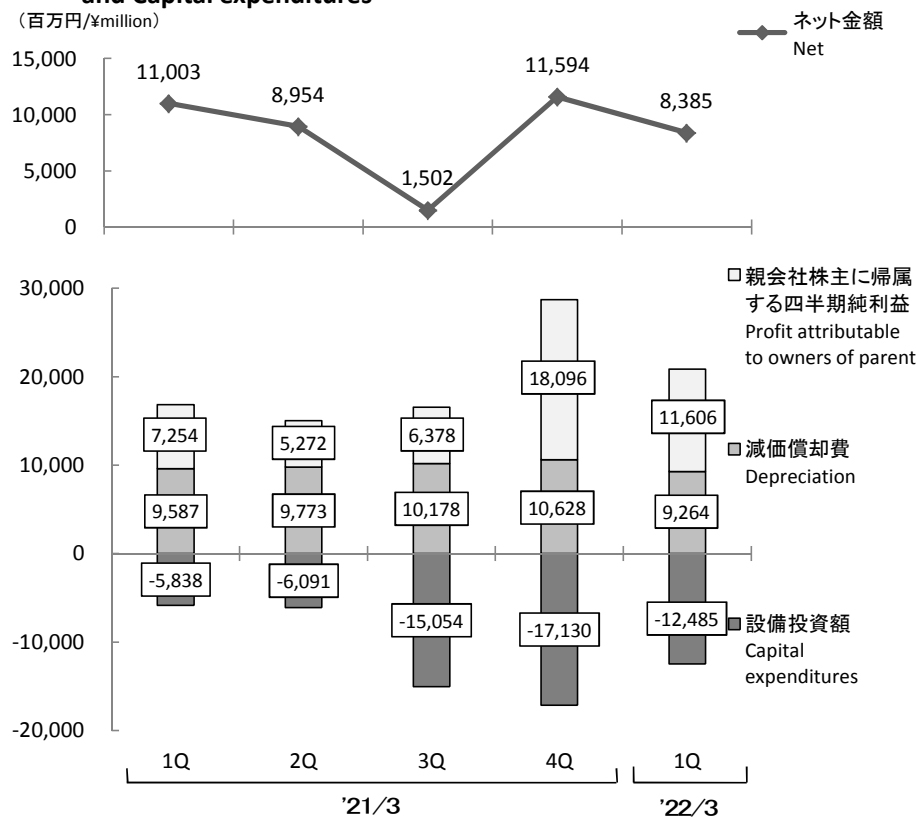 and Capital expenditures
（百万円/¥million）
ネット金額
Net
15,000
10,000
5,000
0
11,003
8,954
1,502
11,594
8,385
30,000
20,000
10,000
0
-10,000
-20,000
親会社株主に帰属
する四半期純利益
Profit attributable
to owners of parent
減価償却費
Depreciation
設備投資額
Capital
expenditures
7,254
5,272
6,378
18,096
11,606
9,587
9,773
10,178
10,628
9,264
-5,838
-6,091
-15,054
-17,130
-12,485
1Q 2Q 3Q 4Q 1Q
'21/3 '22/3